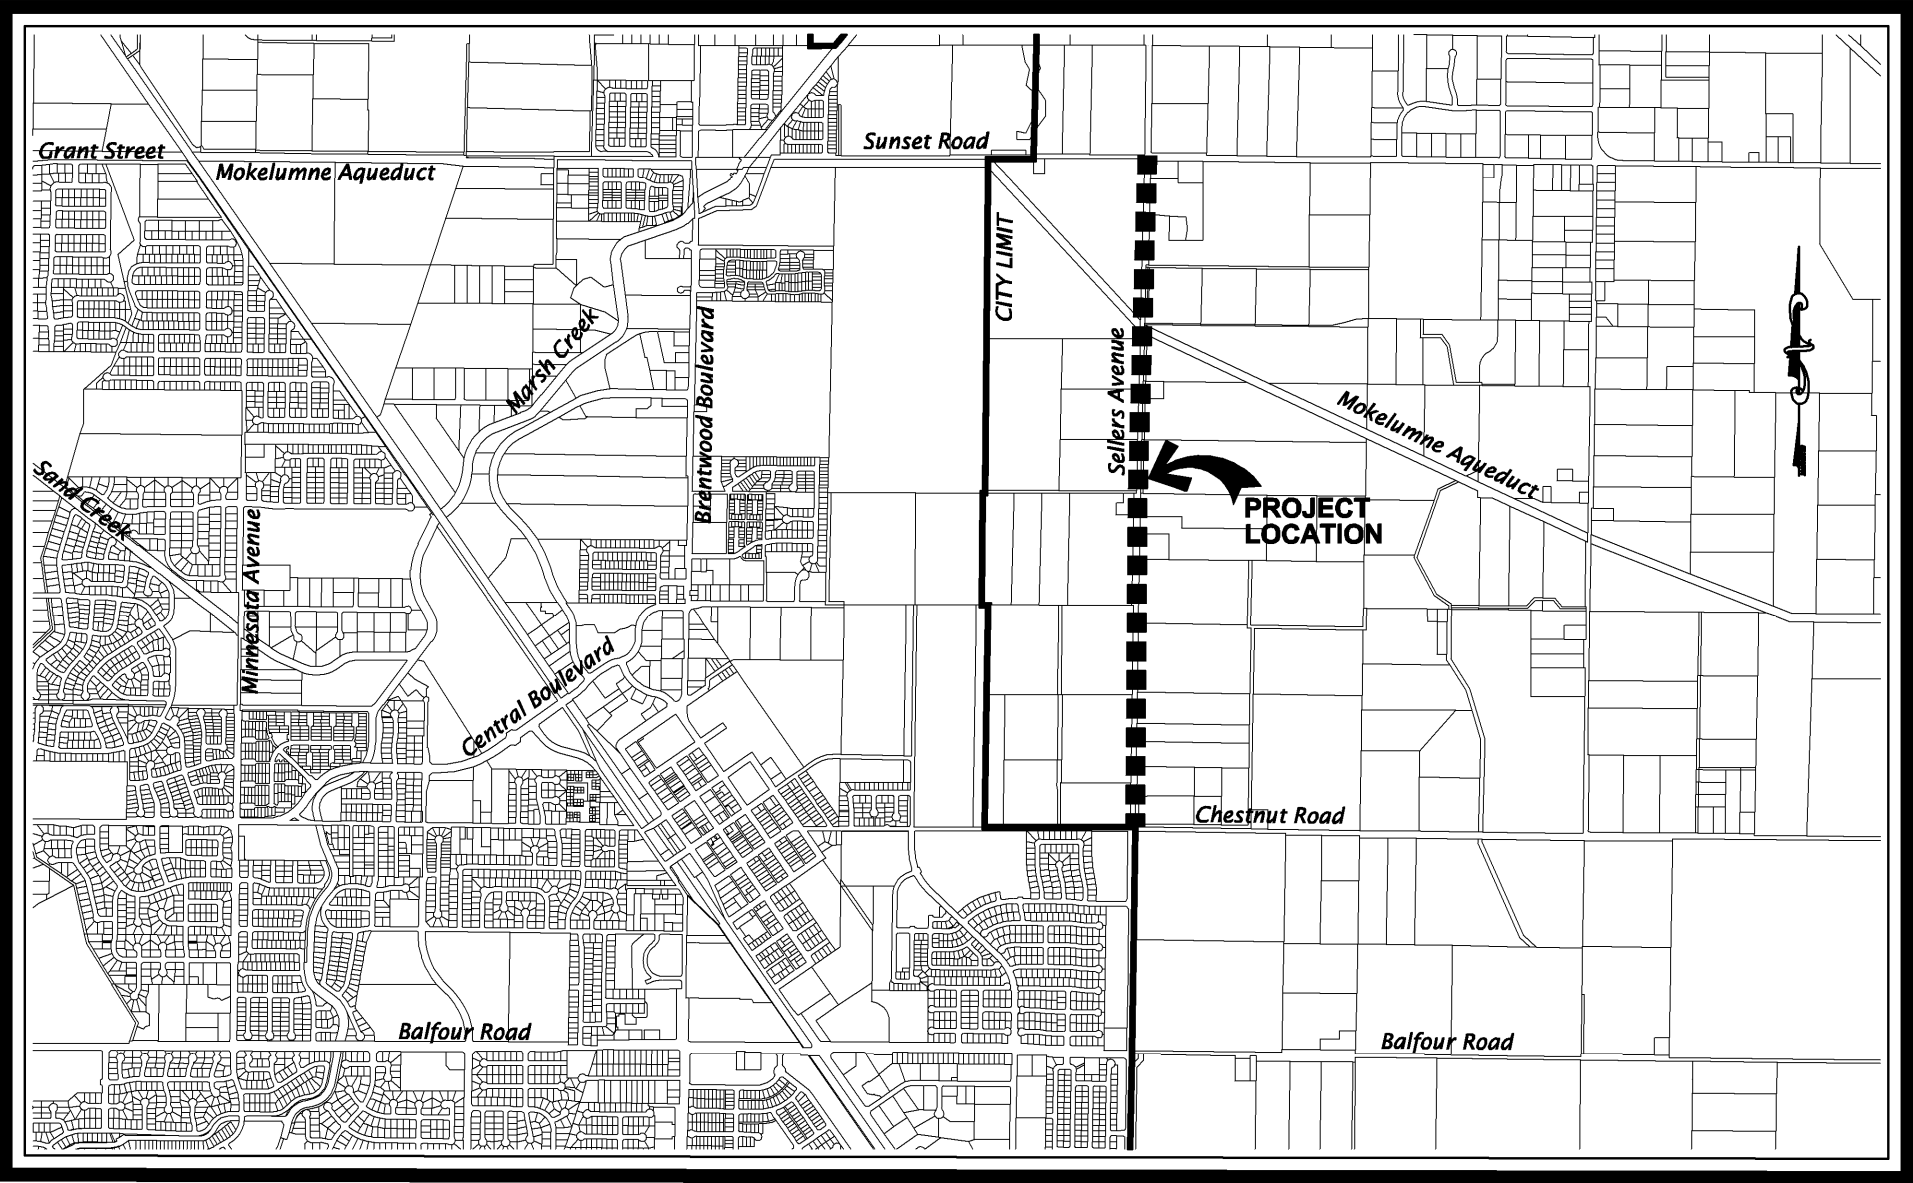 Sunset Road
Grant Street
Mokelumne Aqueduct
CITY LIMIT
Marsh Creek
Brentwood Boulevard
Sellers Avenue
Mokelumne Aqueduct
Sand Creek
PROJECT
LOCATION
Minnesota Avenue
Central Boulevard
Chestnut Road
Balfour Road
Balfour Road